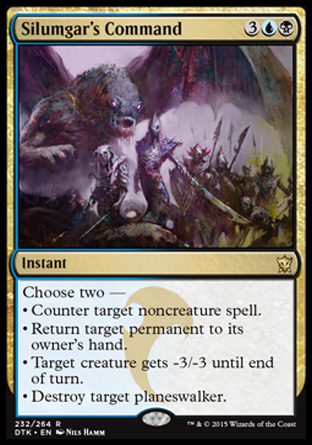 Silumgar's Command 3
Instant
Choose two —
• Counter target noncreature spell.
• Return target permanent to its
owner's hand.
• Target creature gets -3/-3 until end
of turn.
• Destroy target planeswalker.
232/264 R
DTK • EN Nils Hamm
™ & © 2015 Wizards of the Coast